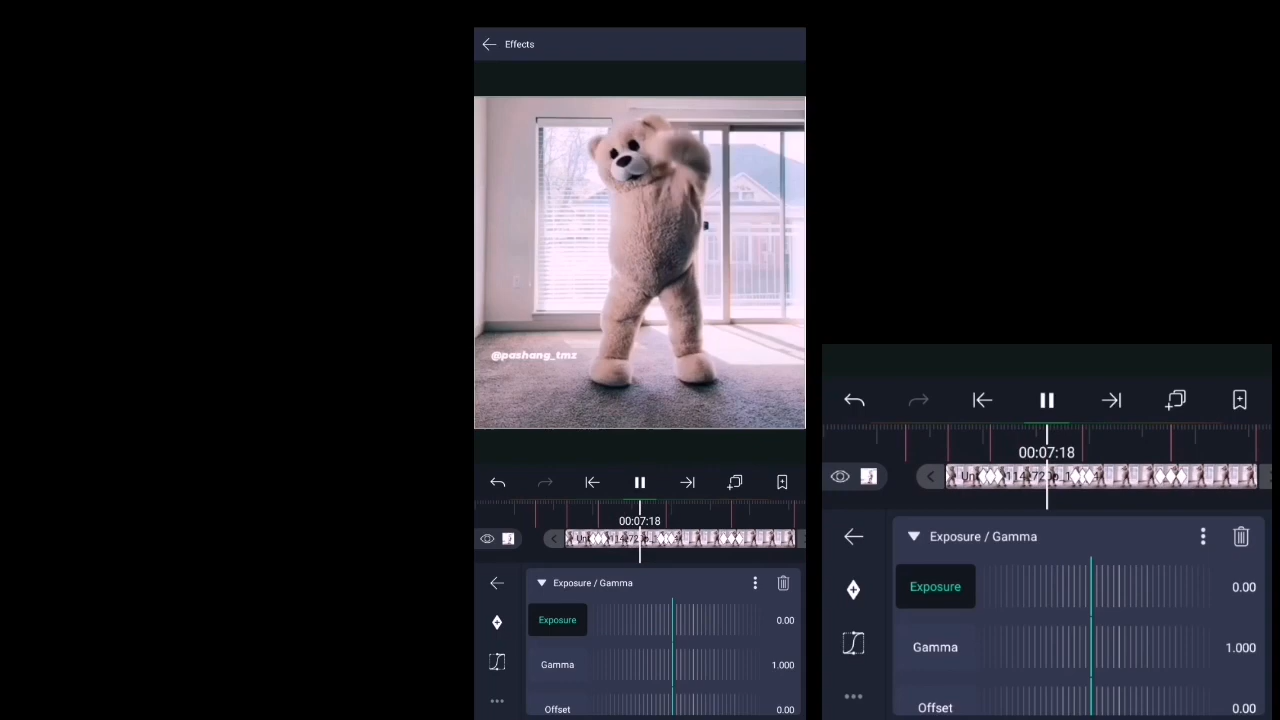 Effects
@pashang_tmz
00:07:18
Exposure / Gamma
Exposure
0.00
Gamma
1.000
Offset
0.00
00:07:18
Exposure / Gamma
Exposure
0.00
Gamma
1.000
Offset
0.00